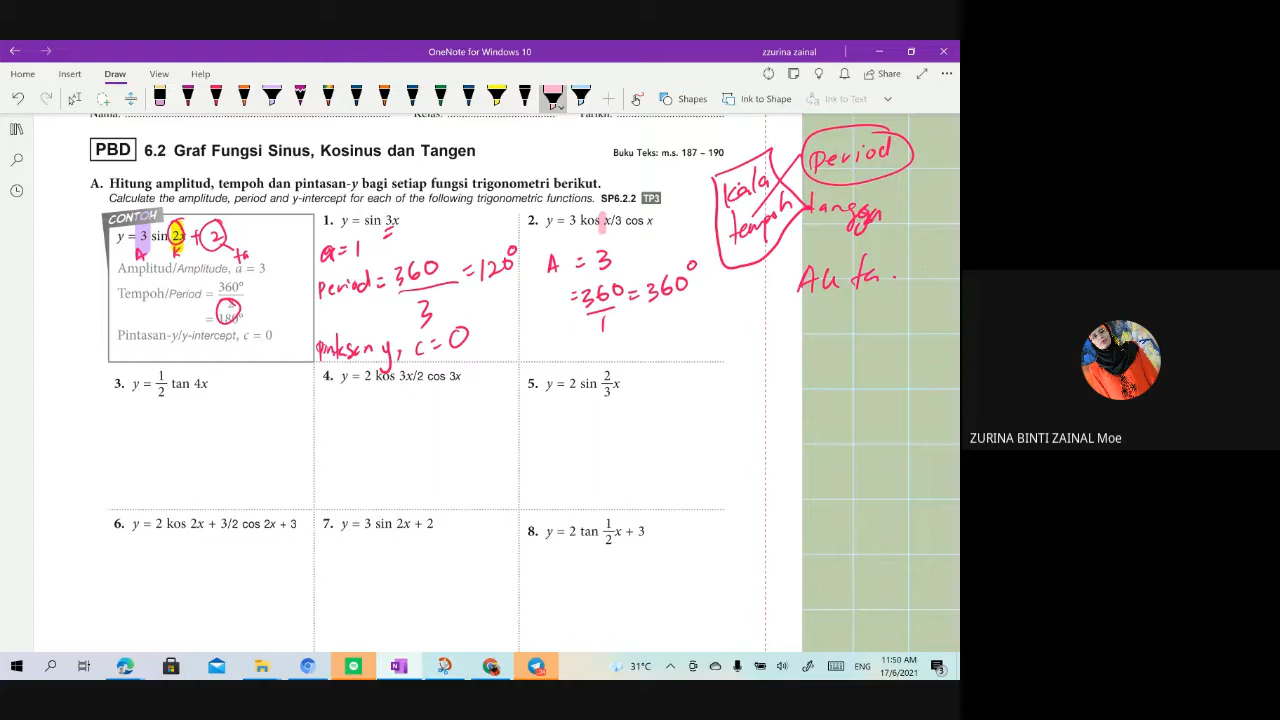 OneNote for Windows 10
zzurina zainal
Home Insert Draw View Help
Share
Shapes
Ink to Shape
Ink to Text
Nama: Kelas: Tarikh:
PBD 6.2 Graf Fungsi Sinus, Kosinus dan Tangen
Buku Teks: m.s. 187 – 190
A. Hitung amplitud, tempoh dan pintasan-y bagi setiap fungsi trigonometri berikut.
Calculate the amplitude, period and y-intercept for each of the following trigonometric functions. SP6.2.2 TP3
CONTOH
y = 3 sin 2x + 2
A K
Amplitud/Amplitude, a = 3
Tempoh/Period = 360°
2
= 180°
Pintasan-y/y-intercept, c = 0
1. y = sin 3x
a = 1
Period = 360/3 = 120°
pintasan y, c = 0
2. y = 3 kos x/3 cos x
A = 3
= 360/1 = 360°
kala
tempoh
period
3. y = 1/2 tan 4x
4. y = 2 kos 3x/2 cos 3x
5. y = 2 sin 2/3 x
6. y = 2 kos 2x + 3/2 cos 2x + 3
7. y = 3 sin 2x + 2
8. y = 2 tan 1/2 x + 3
ZURINA BINTI ZAINAL Moe
31°C
ENG
11:50 AM
17/6/2021